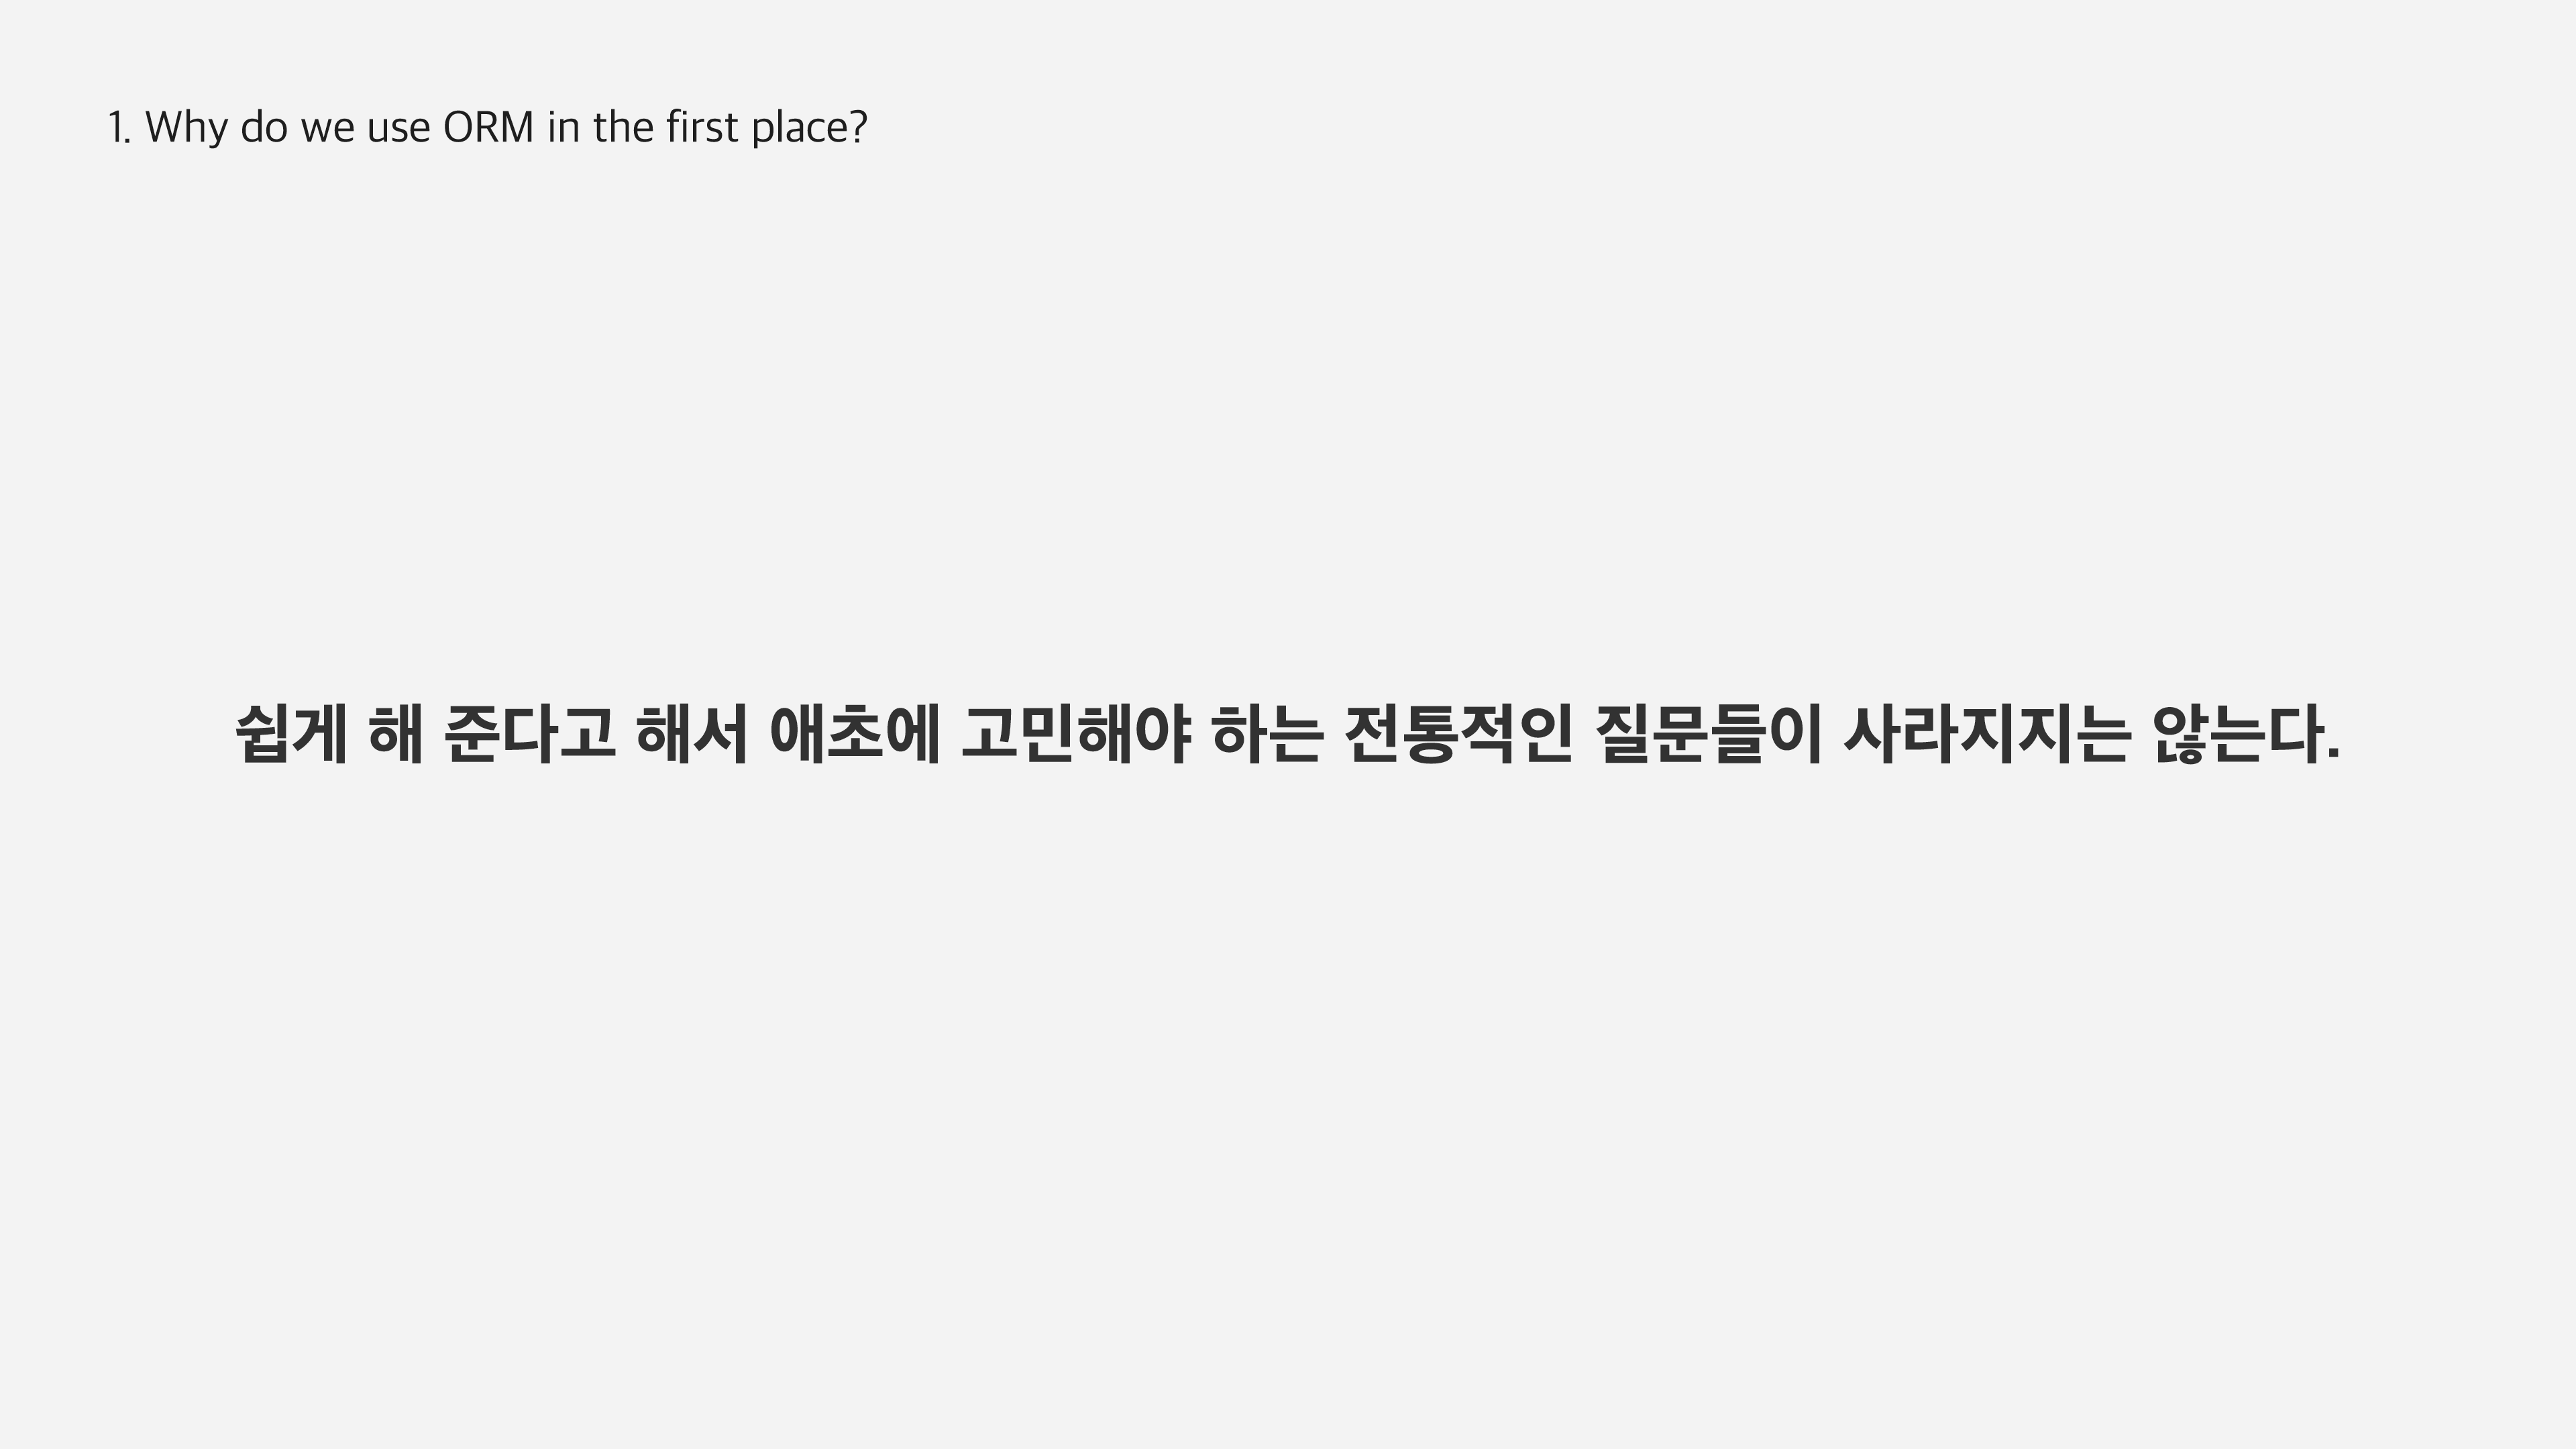 1. Why do we use ORM in the first place?
쉽게 해 준다고 해서 애초에 고민해야 하는 전통적인 질문들이 사라지지는 않는다.